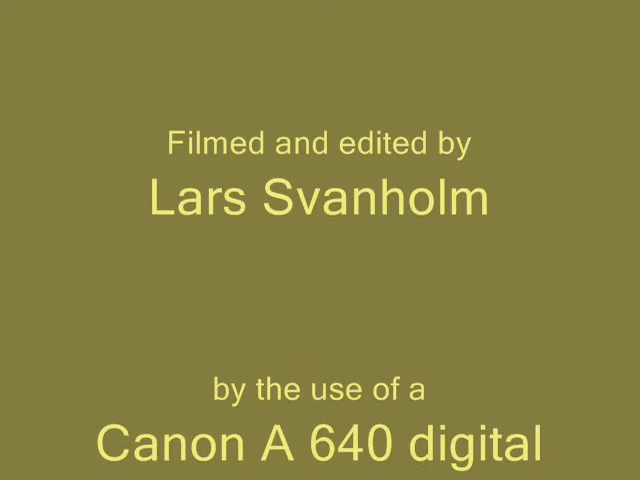 Filmed and edited by
Lars Svanholm
by the use of a
Canon A 640 digital